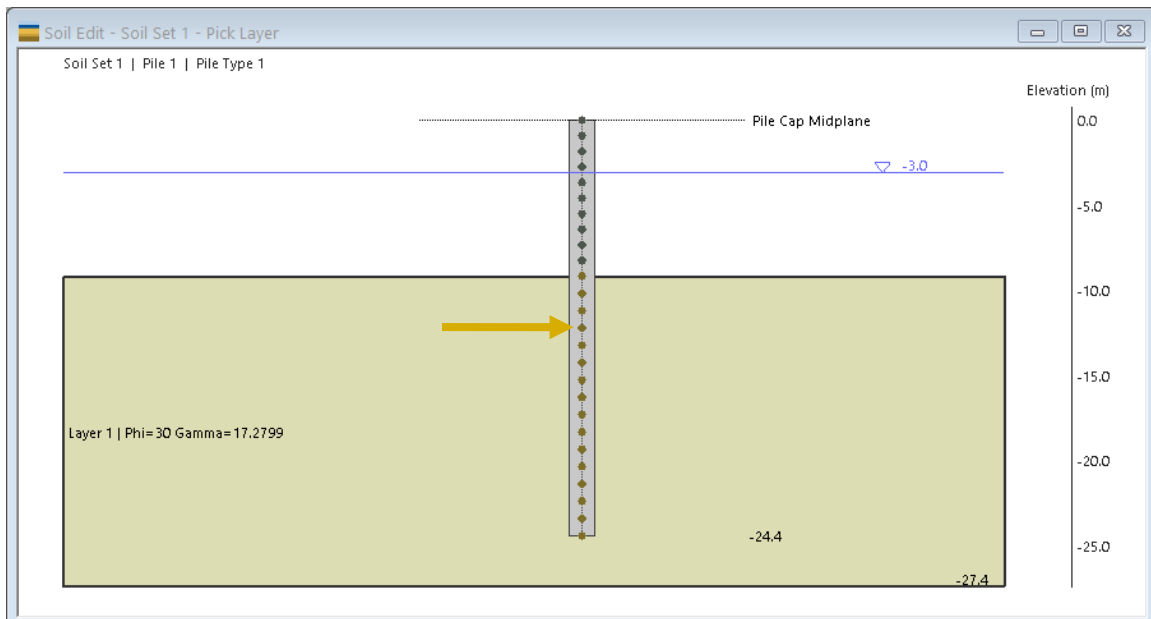 Soil Edit - Soil Set 1 - Pick Layer
Soil Set 1 | Pile 1 | Pile Type 1
Elevation (m)
Pile Cap Midplane
0.0
-3.0
-5.0
-10.0
-15.0
Layer 1 | Phi=30 Gamma=17.2799
-20.0
-24.4
-25.0
-27.4